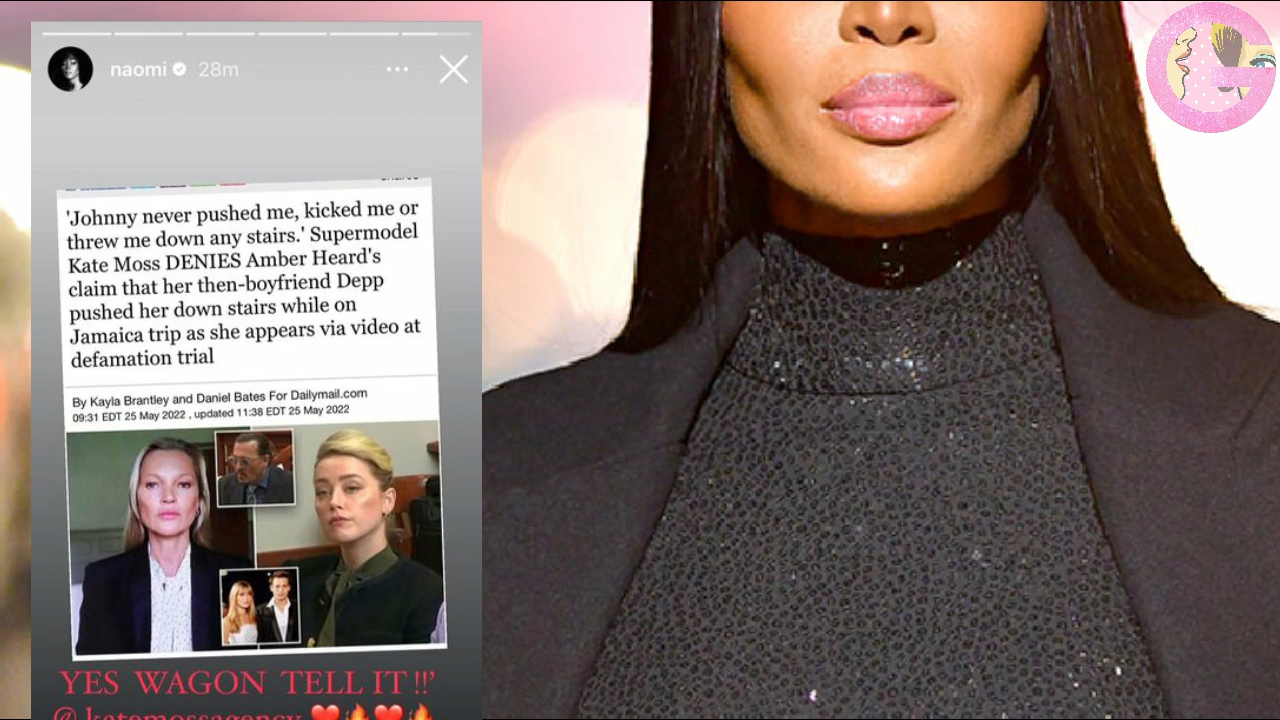 naomi 28m
'Johnny never pushed me, kicked me or
threw me down any stairs.' Supermodel
Kate Moss DENIES Amber Heard's
claim that her then-boyfriend Depp
pushed her down stairs while on
Jamaica trip as she appears via video at
defamation trial
By Kayla Brantley and Daniel Bates For Dailymail.com
09:31 EDT 25 May 2022 , updated 11:38 EDT 25 May 2022
YES WAGON TELL IT !!’
@katemossagency ❤️🔥❤️🔥